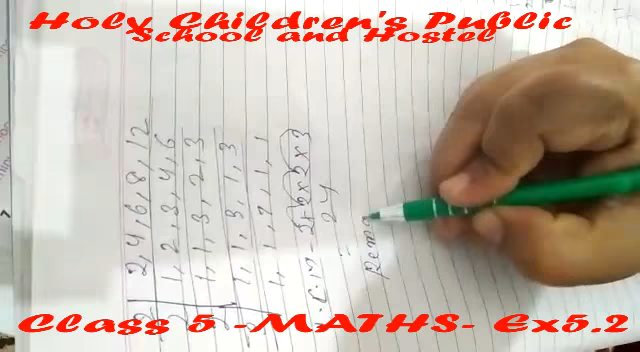 Holy Children's Public
School and Hostel
2, 4, 6, 8, 12
1, 2, 3, 4, 6
1, 1, 3, 2, 3
1, 1, 3, 1, 3
1, 1, 1, 1, 1
2×2×2×3
= 24
Rema
Class 5 -MATHS- Ex5.2